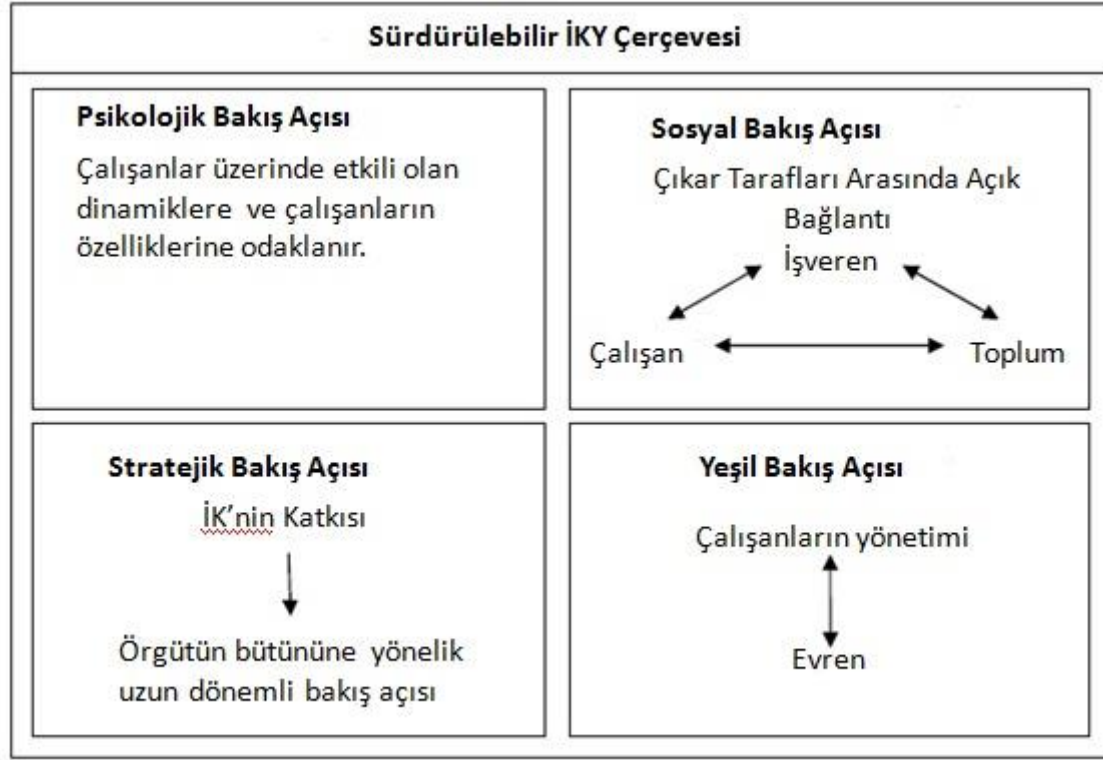 Sürdürülebilir İKY Çerçevesi
Psikolojik Bakış Açısı
Çalışanlar üzerinde etkili olan
dinamiklere ve çalışanların
özelliklerine odaklanır.
Sosyal Bakış Açısı
Çıkar Tarafları Arasında Açık
Bağlantı
İşveren
Çalışan
Toplum
Stratejik Bakış Açısı
İK’nin Katkısı
Örgütün bütününe yönelik
uzun dönemli bakış açısı
Yeşil Bakış Açısı
Çalışanların yönetimi
Evren